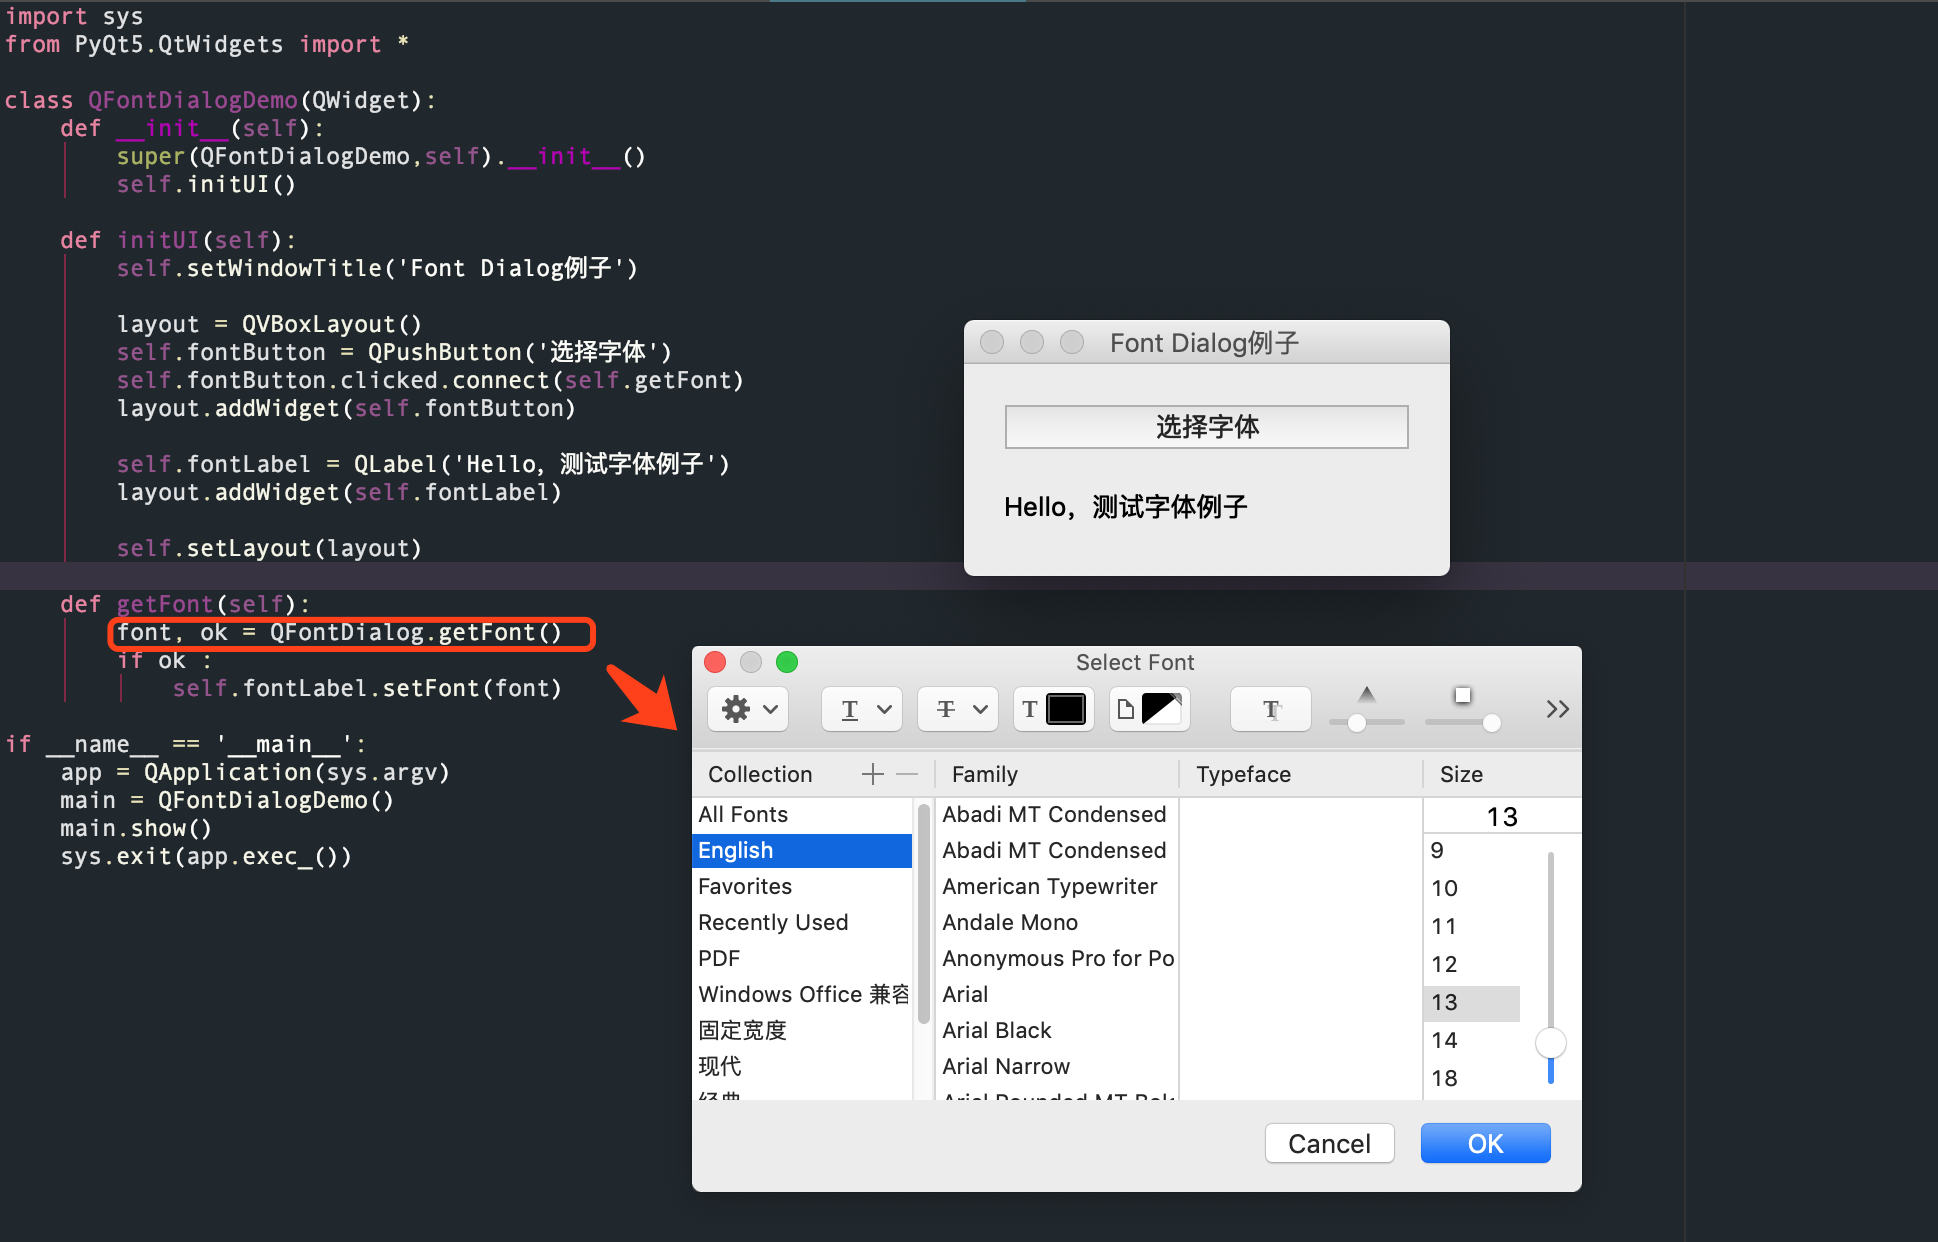 import sys
from PyQt5.QtWidgets import *
class QFontDialogDemo(QWidget):
    def __init__(self):
        super(QFontDialogDemo,self).__init__()
        self.initUI()
    def initUI(self):
        self.setWindowTitle('Font Dialog例子')
        layout = QVBoxLayout()
        self.fontButton = QPushButton('选择字体')
        self.fontButton.clicked.connect(self.getFont)
        layout.addWidget(self.fontButton)
        self.fontLabel = QLabel('Hello，测试字体例子')
        layout.addWidget(self.fontLabel)
        self.setLayout(layout)
    def getFont(self):
        font, ok = QFontDialog.getFont()
        if ok :
            self.fontLabel.setFont(font)
if __name__ == '__main__':
    app = QApplication(sys.argv)
    main = QFontDialogDemo()
    main.show()
    sys.exit(app.exec_())
Font Dialog例子
选择字体
Hello，测试字体例子
Select Font
T T T T
Collection
All Fonts
English
Favorites
Recently Used
PDF
Windows Office 兼容
固定宽度
现代
经典
Family
Abadi MT Condensed
Abadi MT Condensed
American Typewriter
Andale Mono
Anonymous Pro for Po
Arial
Arial Black
Arial Narrow
Arial Rounded MT Bol
Typeface
Size
13
9
10
11
12
13
14
18
Cancel
OK